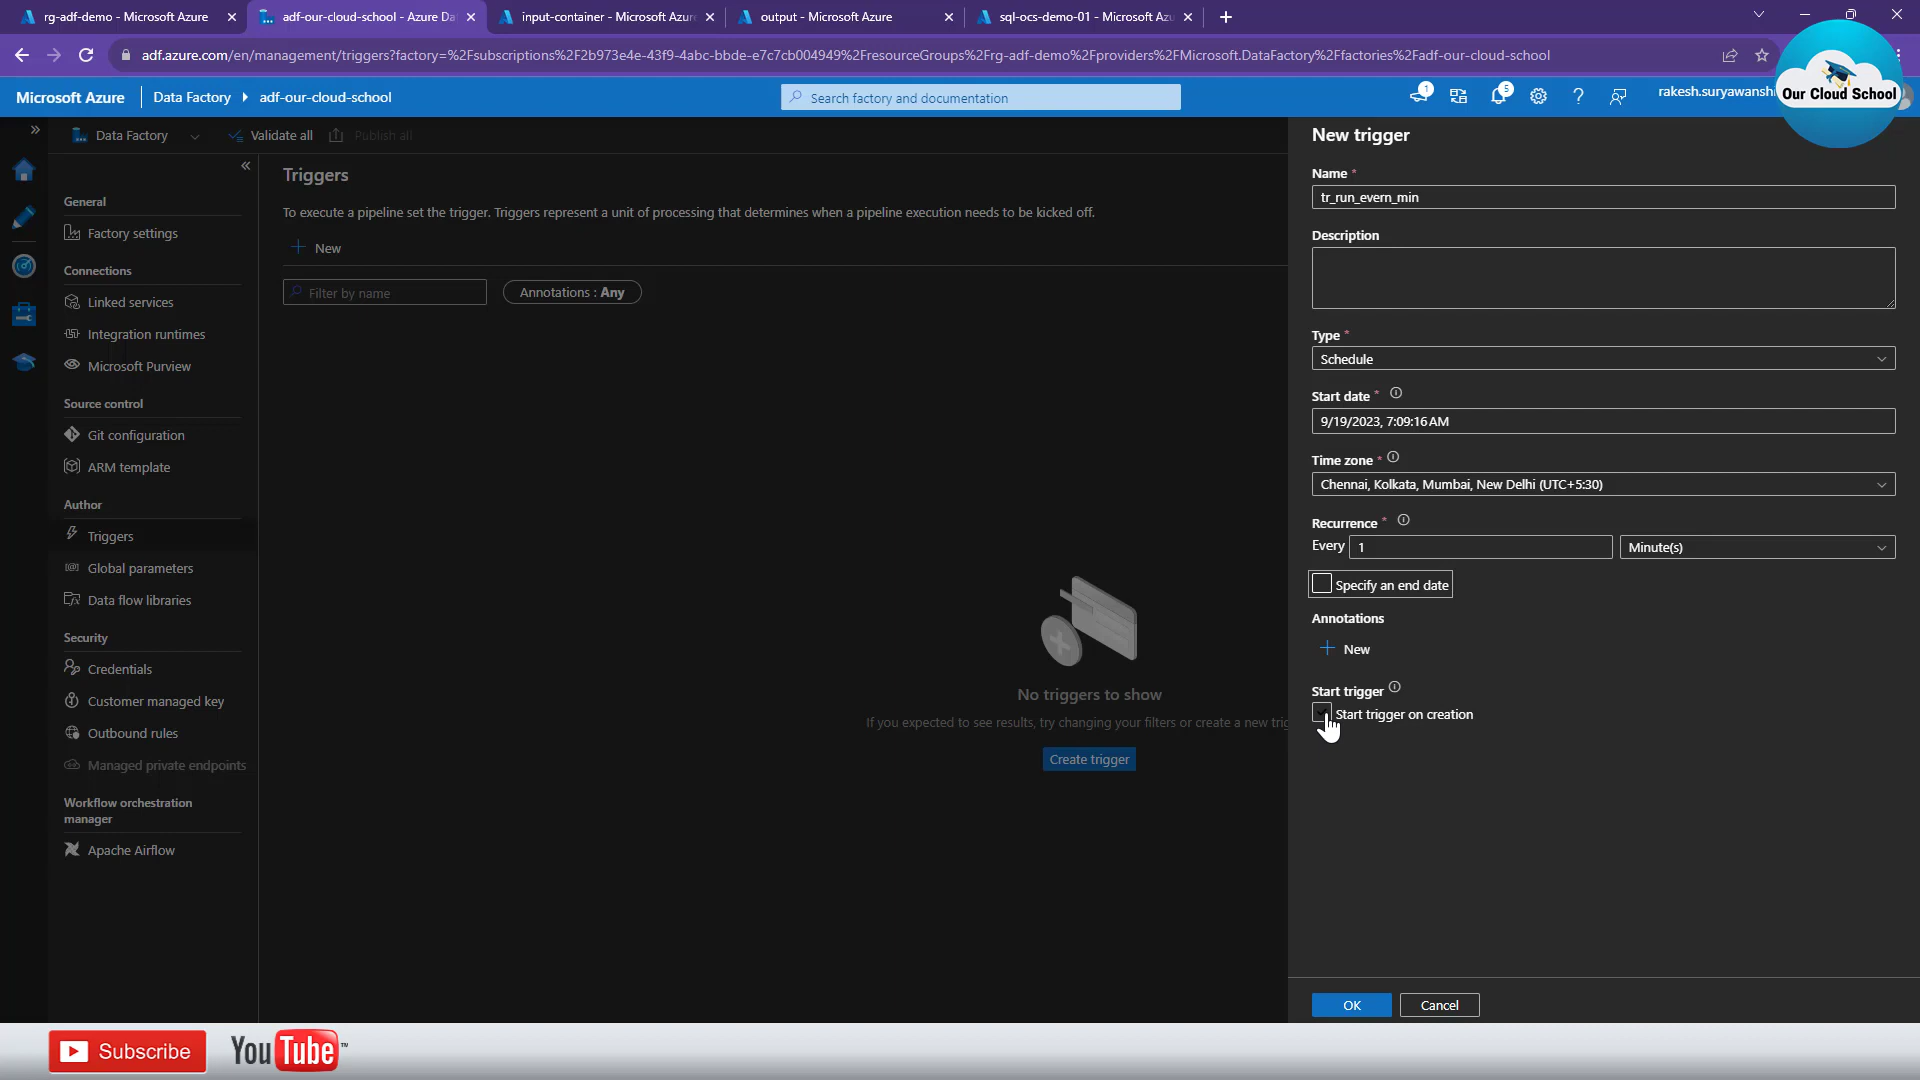 rg-adf-demo - Microsoft Azure
adf-our-cloud-school - Azure Da
input-container - Microsoft Azure
output - Microsoft Azure
sql-ocs-demo-01 - Microsoft Az
adf.azure.com/en/management/triggers?factory=%2Fsubscriptions%2F2b973e4e-43f9-4abc-bbde-e7c7cb004949%2FresourceGroups%2Frg-adf-demo%2Fproviders%2FMicrosoft.DataFactory%2Ffactories%2Fadf-our-cloud-school
Microsoft Azure
Data Factory
adf-our-cloud-school
Search factory and documentation
1
5
rakesh.suryawanshi
Our Cloud School
Data Factory
Validate all
Publish all
General
Factory settings
Connections
Linked services
Integration runtimes
Microsoft Purview
Source control
Git configuration
ARM template
Author
Triggers
Global parameters
Data flow libraries
Security
Credentials
Customer managed key
Outbound rules
Managed private endpoints
Workflow orchestration
manager
Apache Airflow
Triggers
To execute a pipeline set the trigger. Triggers represent a unit of processing that determines when a pipeline execution needs to be kicked off.
New
Filter by name
Annotations : Any
No triggers to show
If you expected to see results, try changing your filters or create a new trig
Create trigger
New trigger
Name *
tr_run_evern_min
Description
Type *
Schedule
Start date *
9/19/2023, 7:09:16 AM
Time zone *
Chennai, Kolkata, Mumbai, New Delhi (UTC+5:30)
Recurrence *
Every 1 Minute(s)
Specify an end date
Annotations
New
Start trigger
Start trigger on creation
OK
Cancel
Subscribe
YouTube™